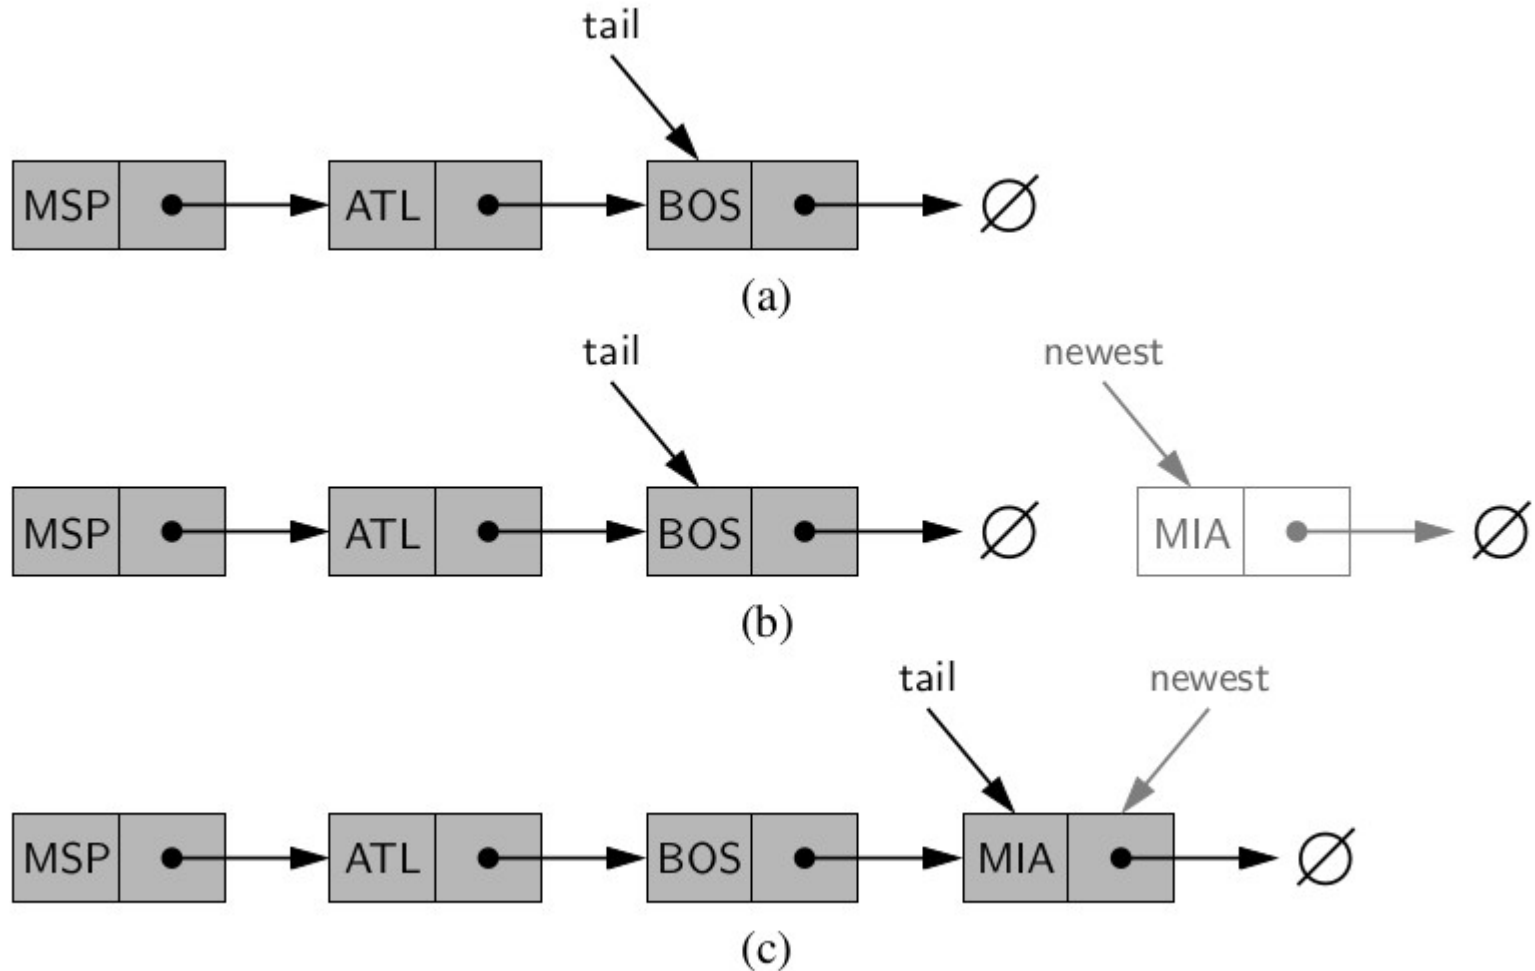 tail
MSP ATL BOS ∅
(a)
tail newest
MSP ATL BOS ∅ MIA ∅
(b)
tail newest
MSP ATL BOS MIA ∅
(c)